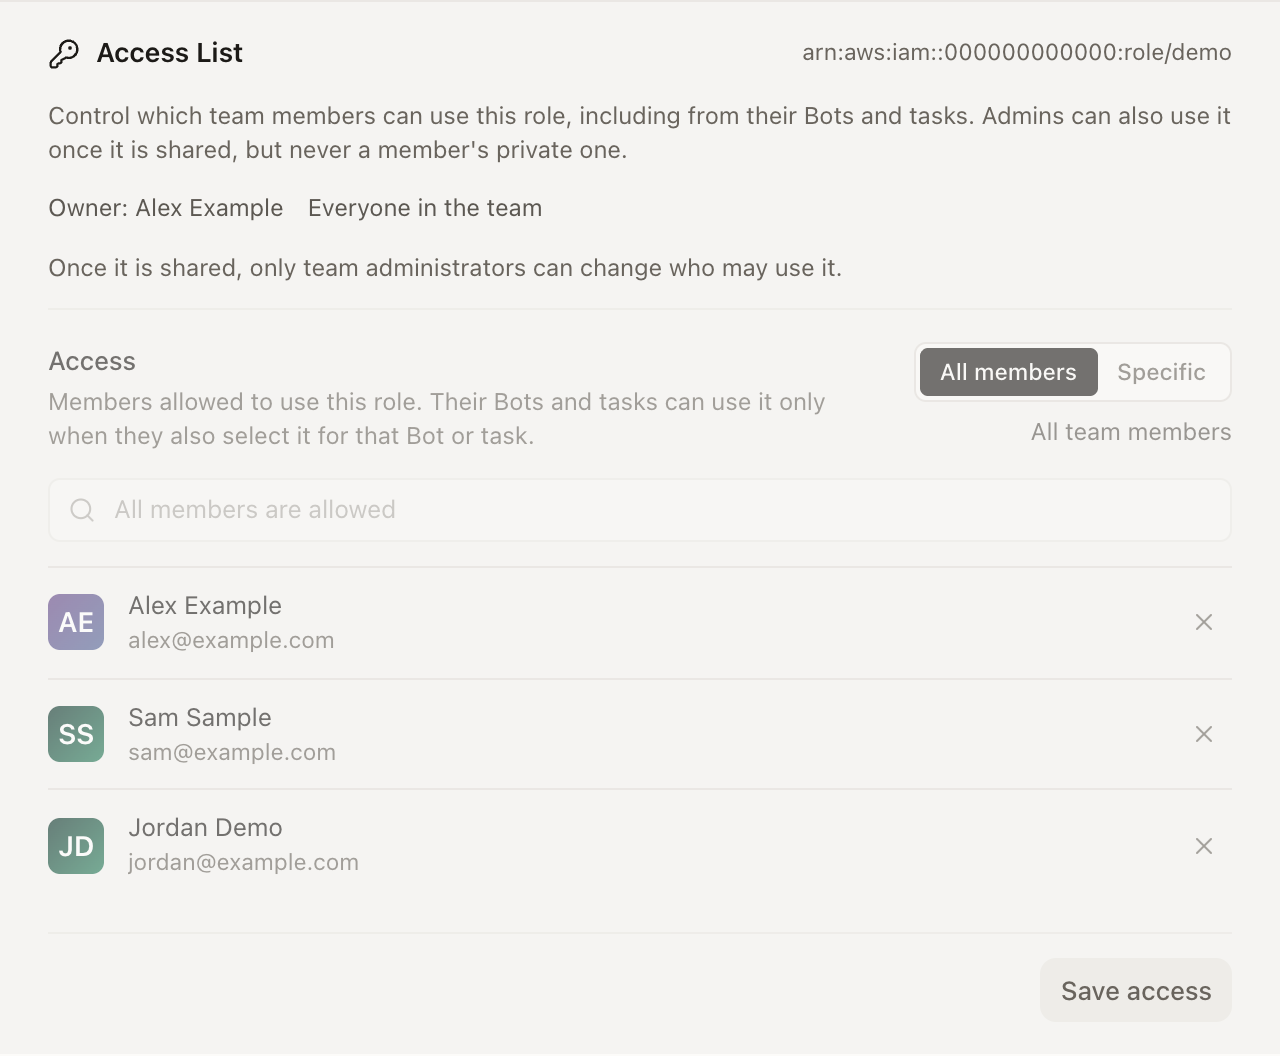 Access List
arn:aws:iam::000000000000:role/demo
Control which team members can use this role, including from their Bots and tasks. Admins can also use it
once it is shared, but never a member's private one.
Owner: Alex Example Everyone in the team
Once it is shared, only team administrators can change who may use it.
Access
All members Specific
Members allowed to use this role. Their Bots and tasks can use it only
when they also select it for that Bot or task.
All team members
All members are allowed
AE
Alex Example
alex@example.com
SS
Sam Sample
sam@example.com
JD
Jordan Demo
jordan@example.com
Save access